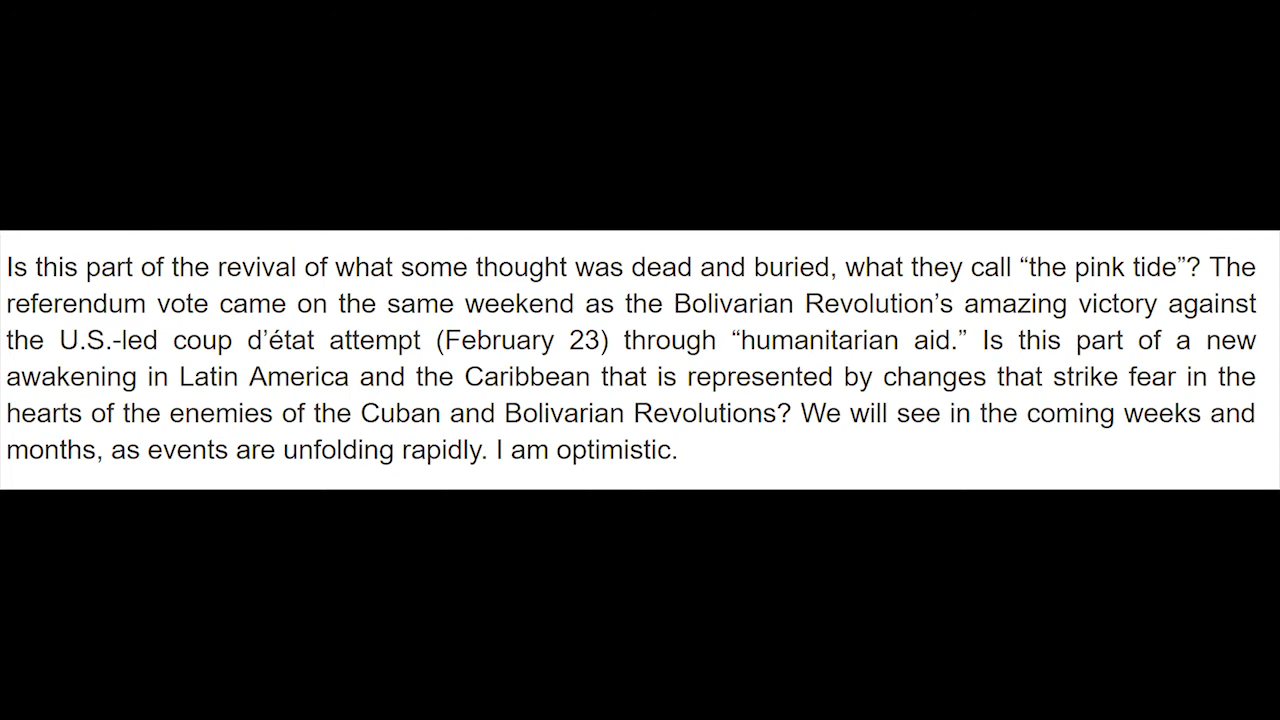 Is this part of the revival of what some thought was dead and buried, what they call “the pink tide”? The
referendum vote came on the same weekend as the Bolivarian Revolution’s amazing victory against
the U.S.-led coup d’état attempt (February 23) through “humanitarian aid.” Is this part of a new
awakening in Latin America and the Caribbean that is represented by changes that strike fear in the
hearts of the enemies of the Cuban and Bolivarian Revolutions? We will see in the coming weeks and
months, as events are unfolding rapidly. I am optimistic.